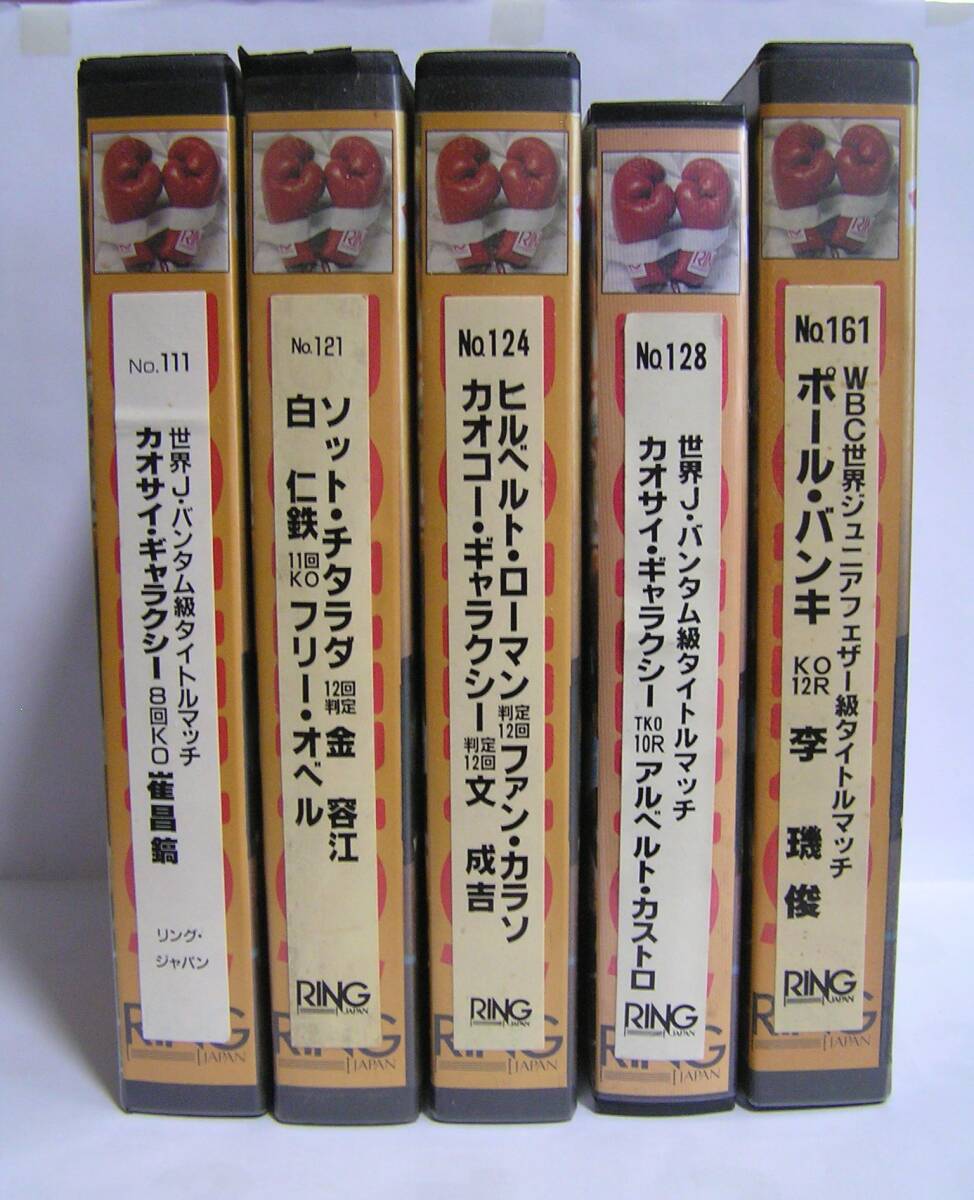 No.111
世界J・バンタム級タイトルマッチ
カオサイ・ギャラクシー 8回KO 崔昌鎬
リング・
ジャパン
RING JAPAN
No.121
ソット・チタラダ 12回判定 金 容江
白 仁鉄 11回KO フリー・オベル
RING JAPAN
RING JAPAN
No.124
ヒルベルト・ローマン 判定12回 ファン・カラソ
カオコー・ギャラクシー 判定12回 文 成吉
RING JAPAN
RING JAPAN
No.128
世界J・バンタム級タイトルマッチ
カオサイ・ギャラクシー TKO 10R アルベルト・カストロ
RING JAPAN
RING JAPAN
No.161
WBC世界ジュニアフェザー級タイトルマッチ
ポール・バンキ KO 12R 李 璣 俊
RING JAPAN
RING JAPAN